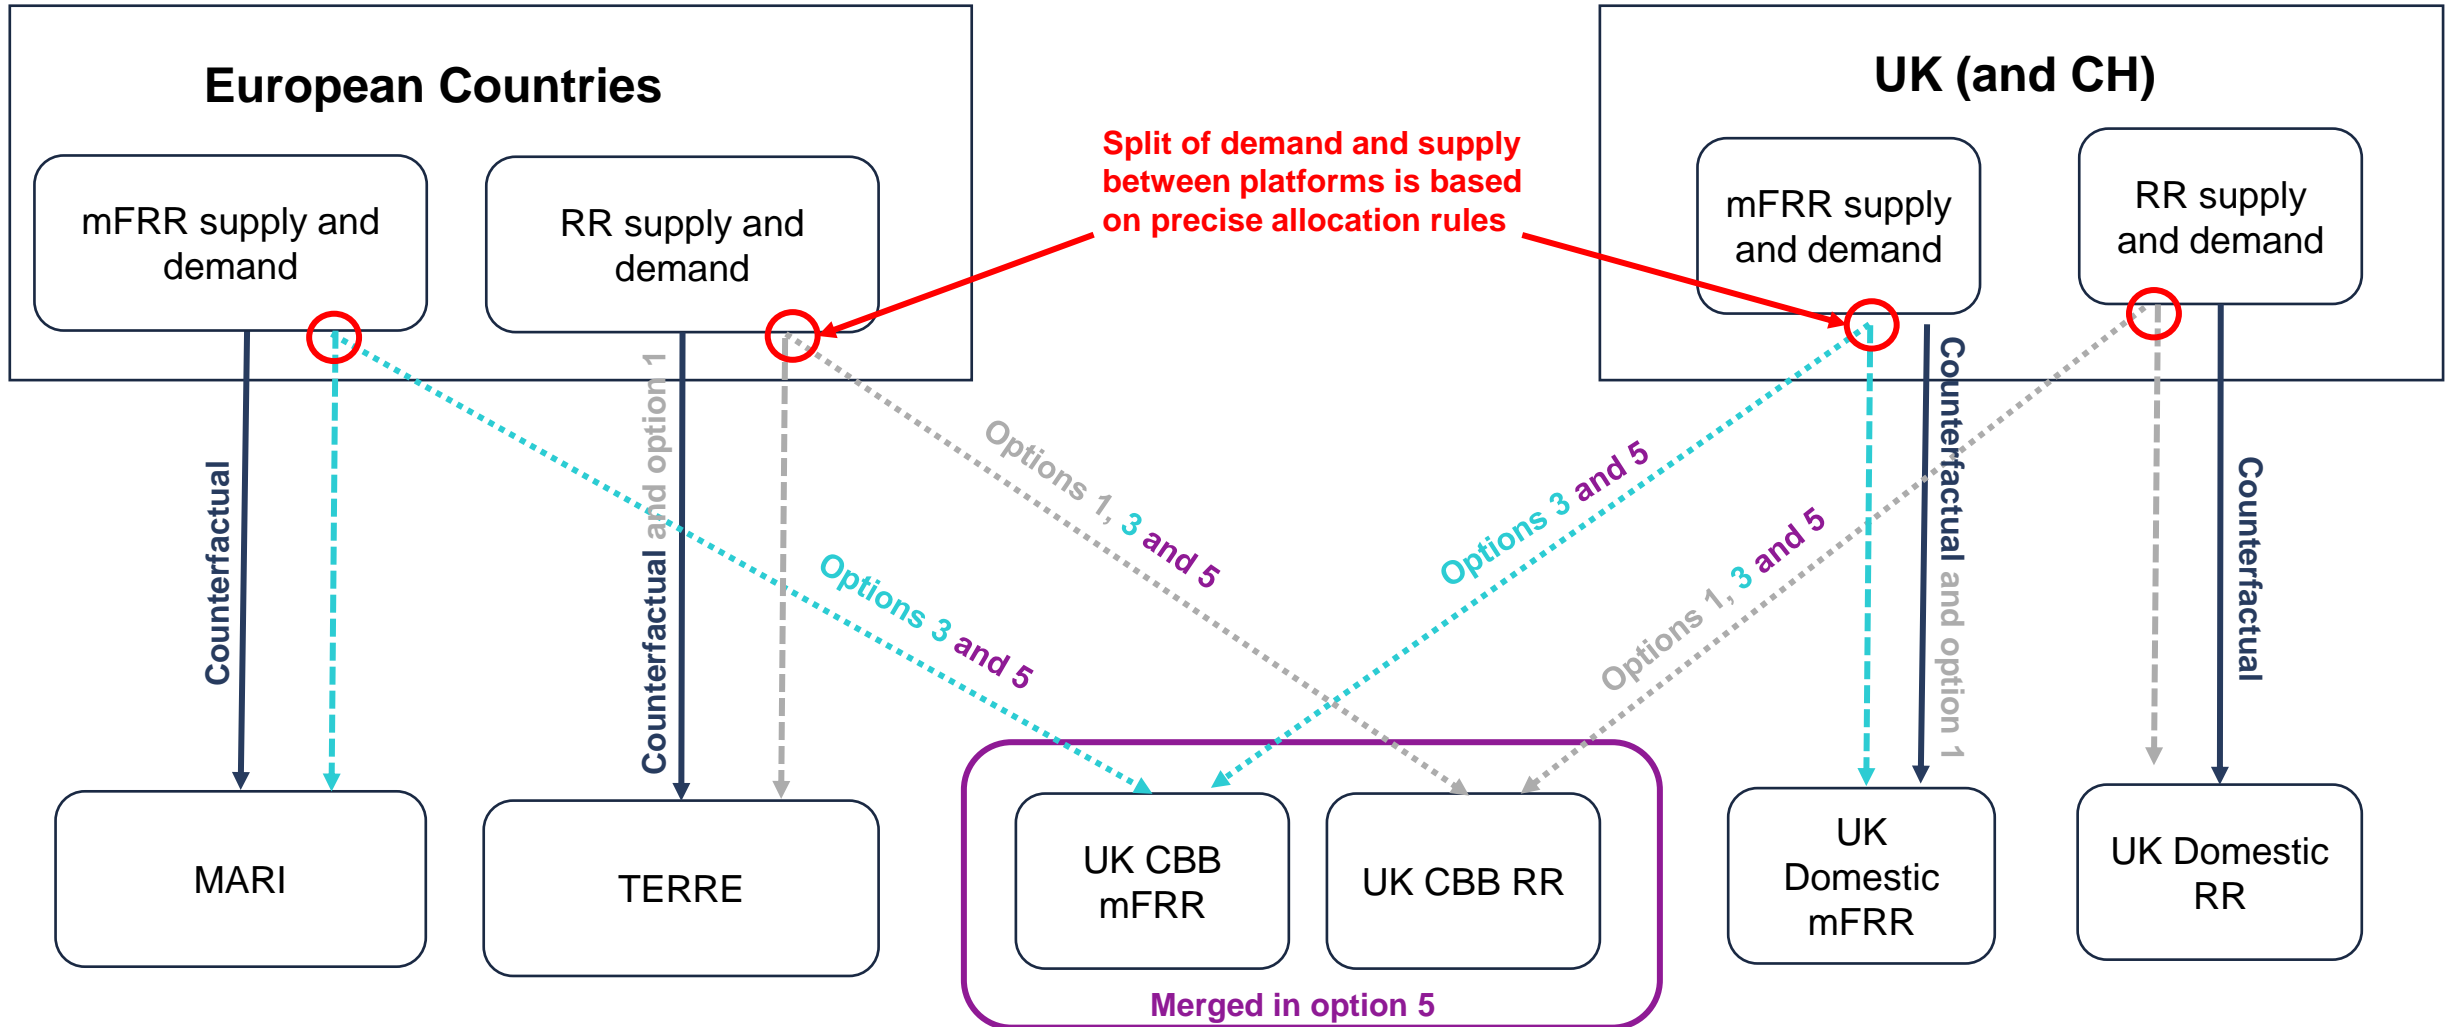 European Countries
UK (and CH)
mFRR supply and
demand
RR supply and
demand
Split of demand and supply
between platforms is based
on precise allocation rules
mFRR supply
and demand
RR supply
and demand
Counterfactual
Counterfactual and option 1
Options 3 and 5
Options 1, 3 and 5
Options 3 and 5
Options 1, 3 and 5
Counterfactual and option 1
Counterfactual
MARI
TERRE
UK CBB
mFRR
UK CBB RR
UK
Domestic
mFRR
UK Domestic
RR
Merged in option 5